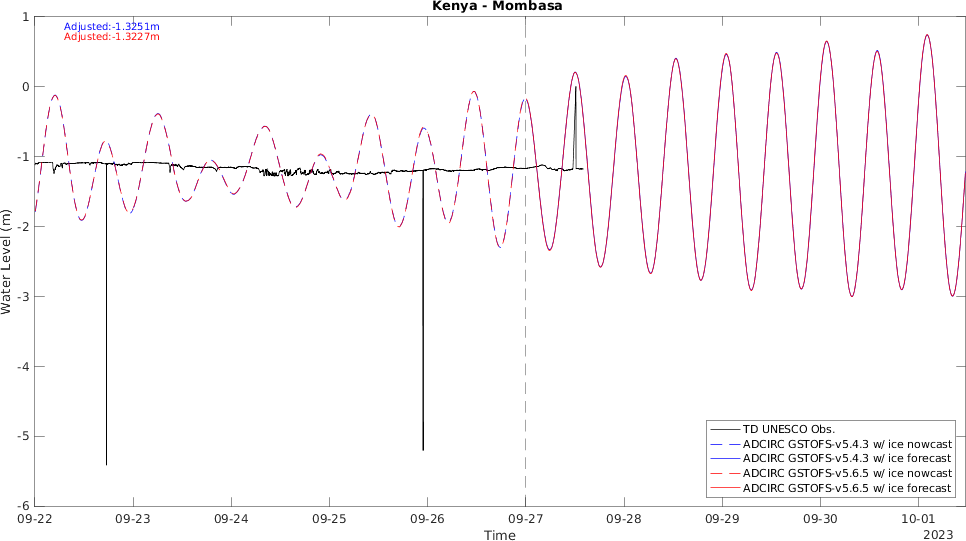 Kenya - Mombasa
Adjusted:-1.3251m
Adjusted:-1.3227m
1
0
-1
-2
-3
-4
-5
-6
Water Level (m)
TD UNESCO Obs.
ADCIRC GSTOFS-v5.4.3 w/ ice nowcast
ADCIRC GSTOFS-v5.4.3 w/ ice forecast
ADCIRC GSTOFS-v5.6.5 w/ ice nowcast
ADCIRC GSTOFS-v5.6.5 w/ ice forecast
09-22 09-23 09-24 09-25 09-26 09-27 09-28 09-29 09-30 10-01
Time
2023